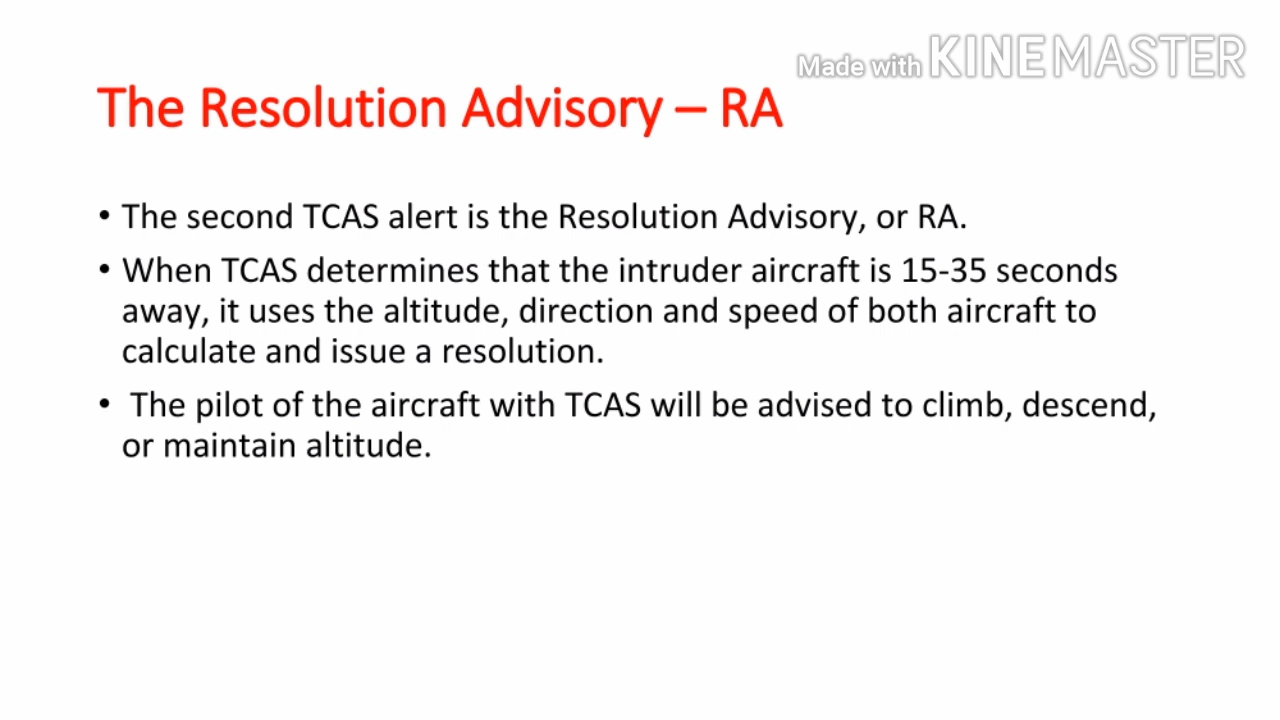 Made with KINEMASTER
The Resolution Advisory – RA
• The second TCAS alert is the Resolution Advisory, or RA.
• When TCAS determines that the intruder aircraft is 15-35 seconds
away, it uses the altitude, direction and speed of both aircraft to
calculate and issue a resolution.
• The pilot of the aircraft with TCAS will be advised to climb, descend,
or maintain altitude.